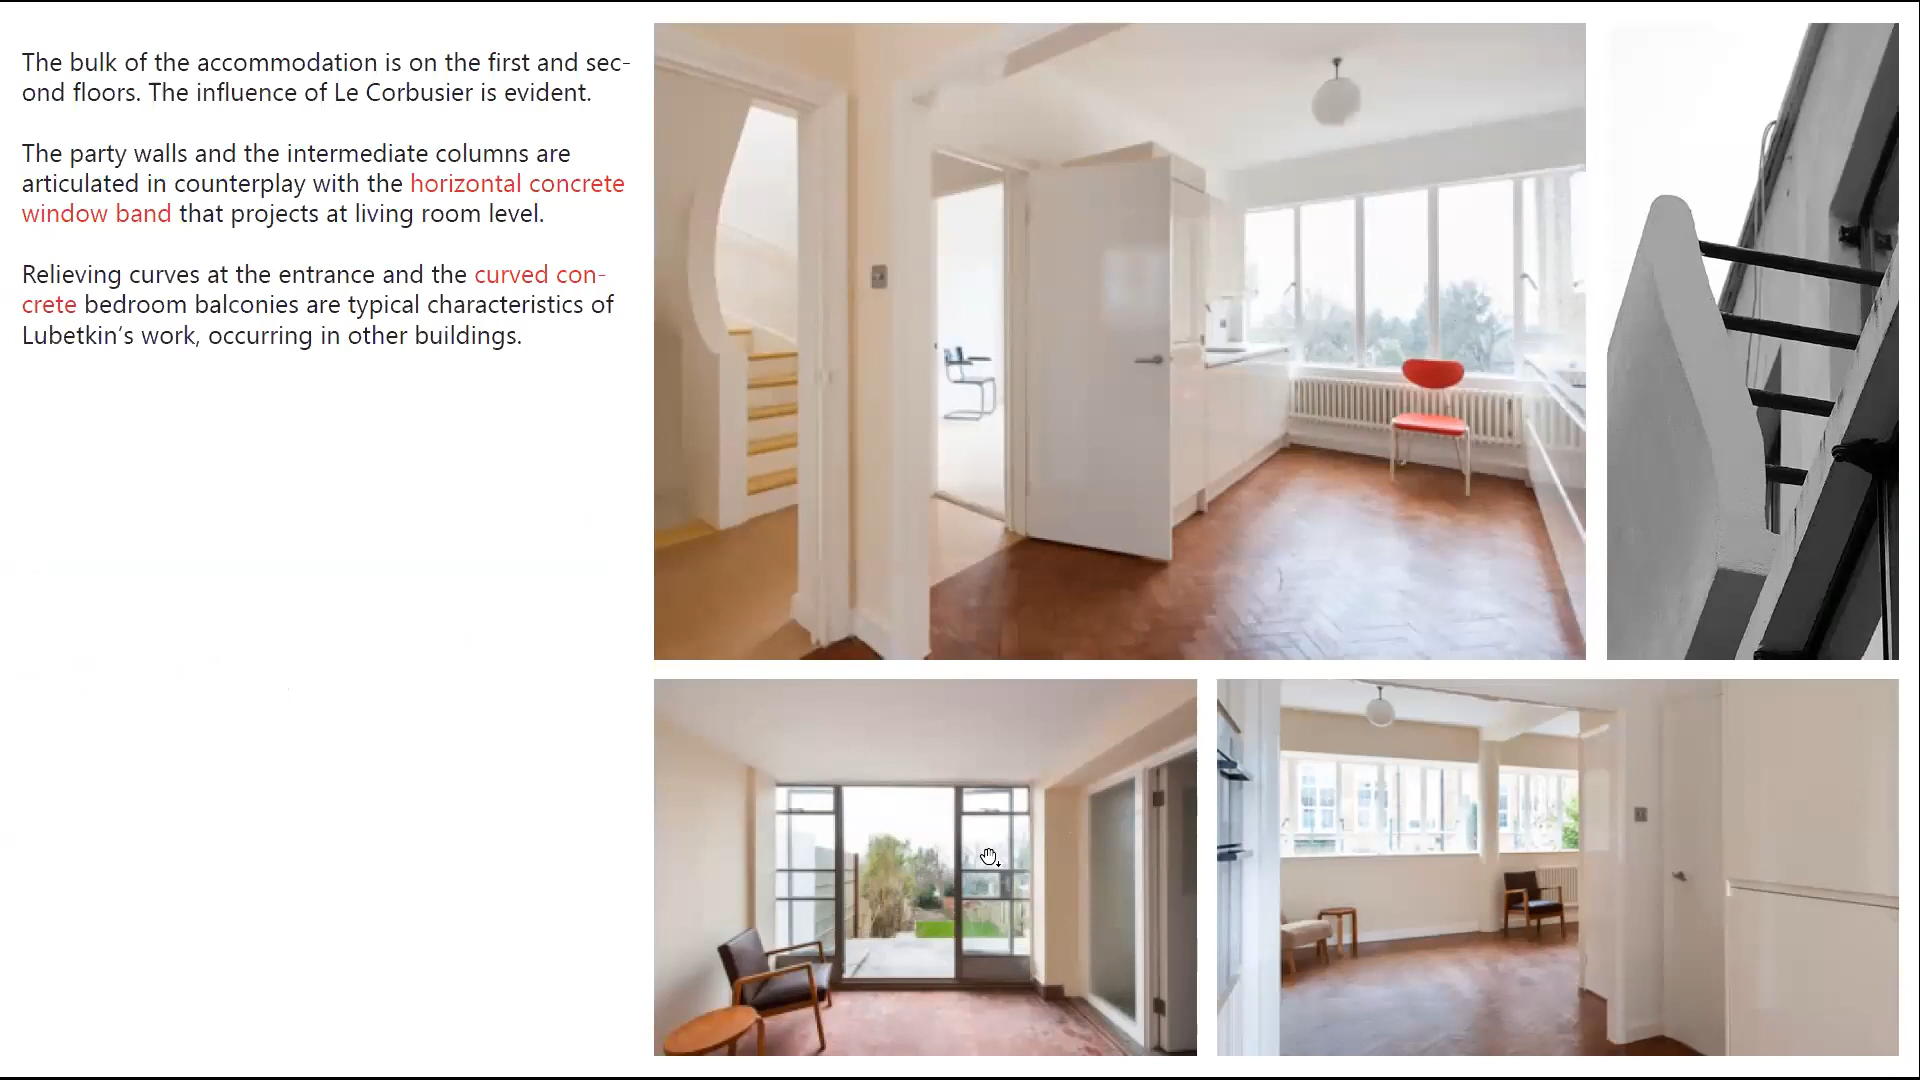 The bulk of the accommodation is on the first and sec-
ond floors. The influence of Le Corbusier is evident.
The party walls and the intermediate columns are
articulated in counterplay with the horizontal concrete
window band that projects at living room level.
Relieving curves at the entrance and the curved con-
crete bedroom balconies are typical characteristics of
Lubetkin’s work, occurring in other buildings.